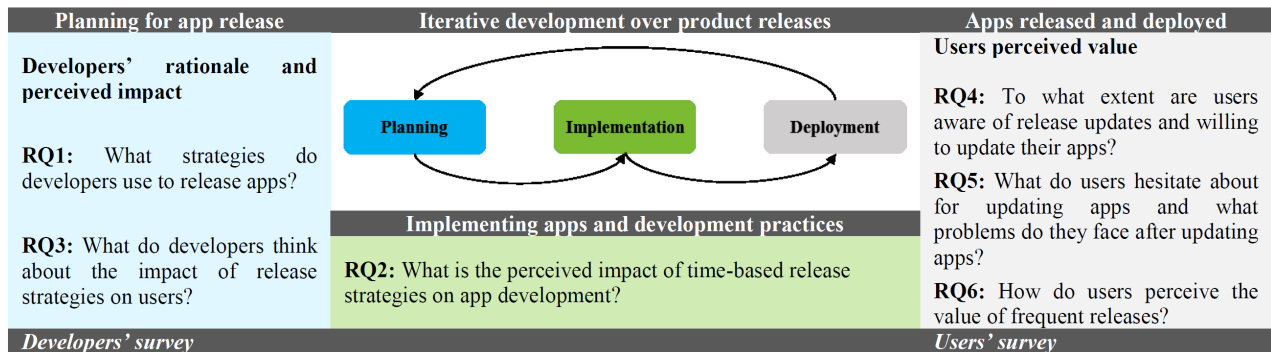 Planning for app release
Developers' rationale and
perceived impact
RQ1: What strategies do
developers use to release apps?
RQ3: What do developers think
about the impact of release
strategies on users?
Developers' survey
Iterative development over product releases
Planning
Implementation
Deployment
Implementing apps and development practices
RQ2: What is the perceived impact of time-based release
strategies on app development?
Apps released and deployed
Users perceived value
RQ4: To what extent are users
aware of release updates and willing
to update their apps?
RQ5: What do users hesitate about
for updating apps and what
problems do they face after updating
apps?
RQ6: How do users perceive the
value of frequent releases?
Users' survey